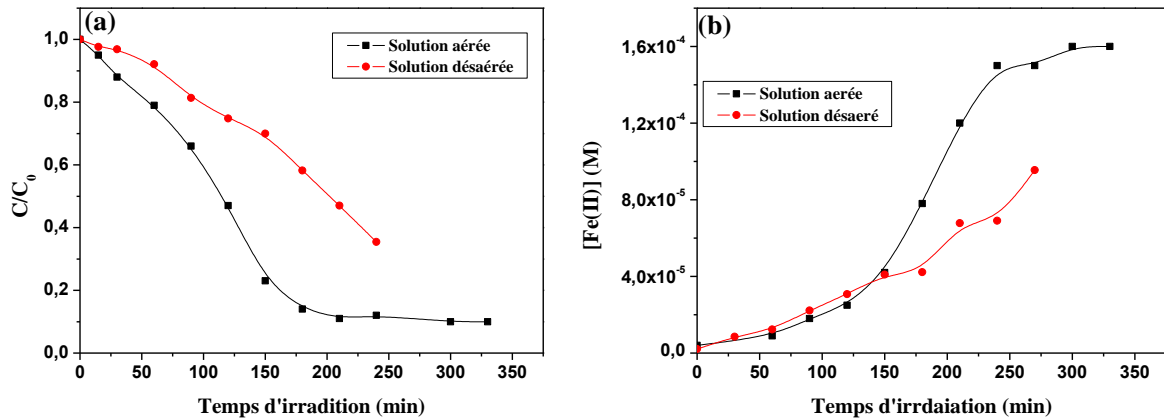 (a)
1,0
0,8
0,6
0,4
0,2
0,0
C/C₀
Solution aérée
Solution désaérée
0 50 100 150 200 250 300 350
Temps d'irradition (min)
(b)
1,6x10⁻⁴
1,2x10⁻⁴
8,0x10⁻⁵
4,0x10⁻⁵
0,0
[Fe(II)] (M)
Solution aerée
Solution désaeré
0 50 100 150 200 250 300 350
Temps d'irrdaiation (min)